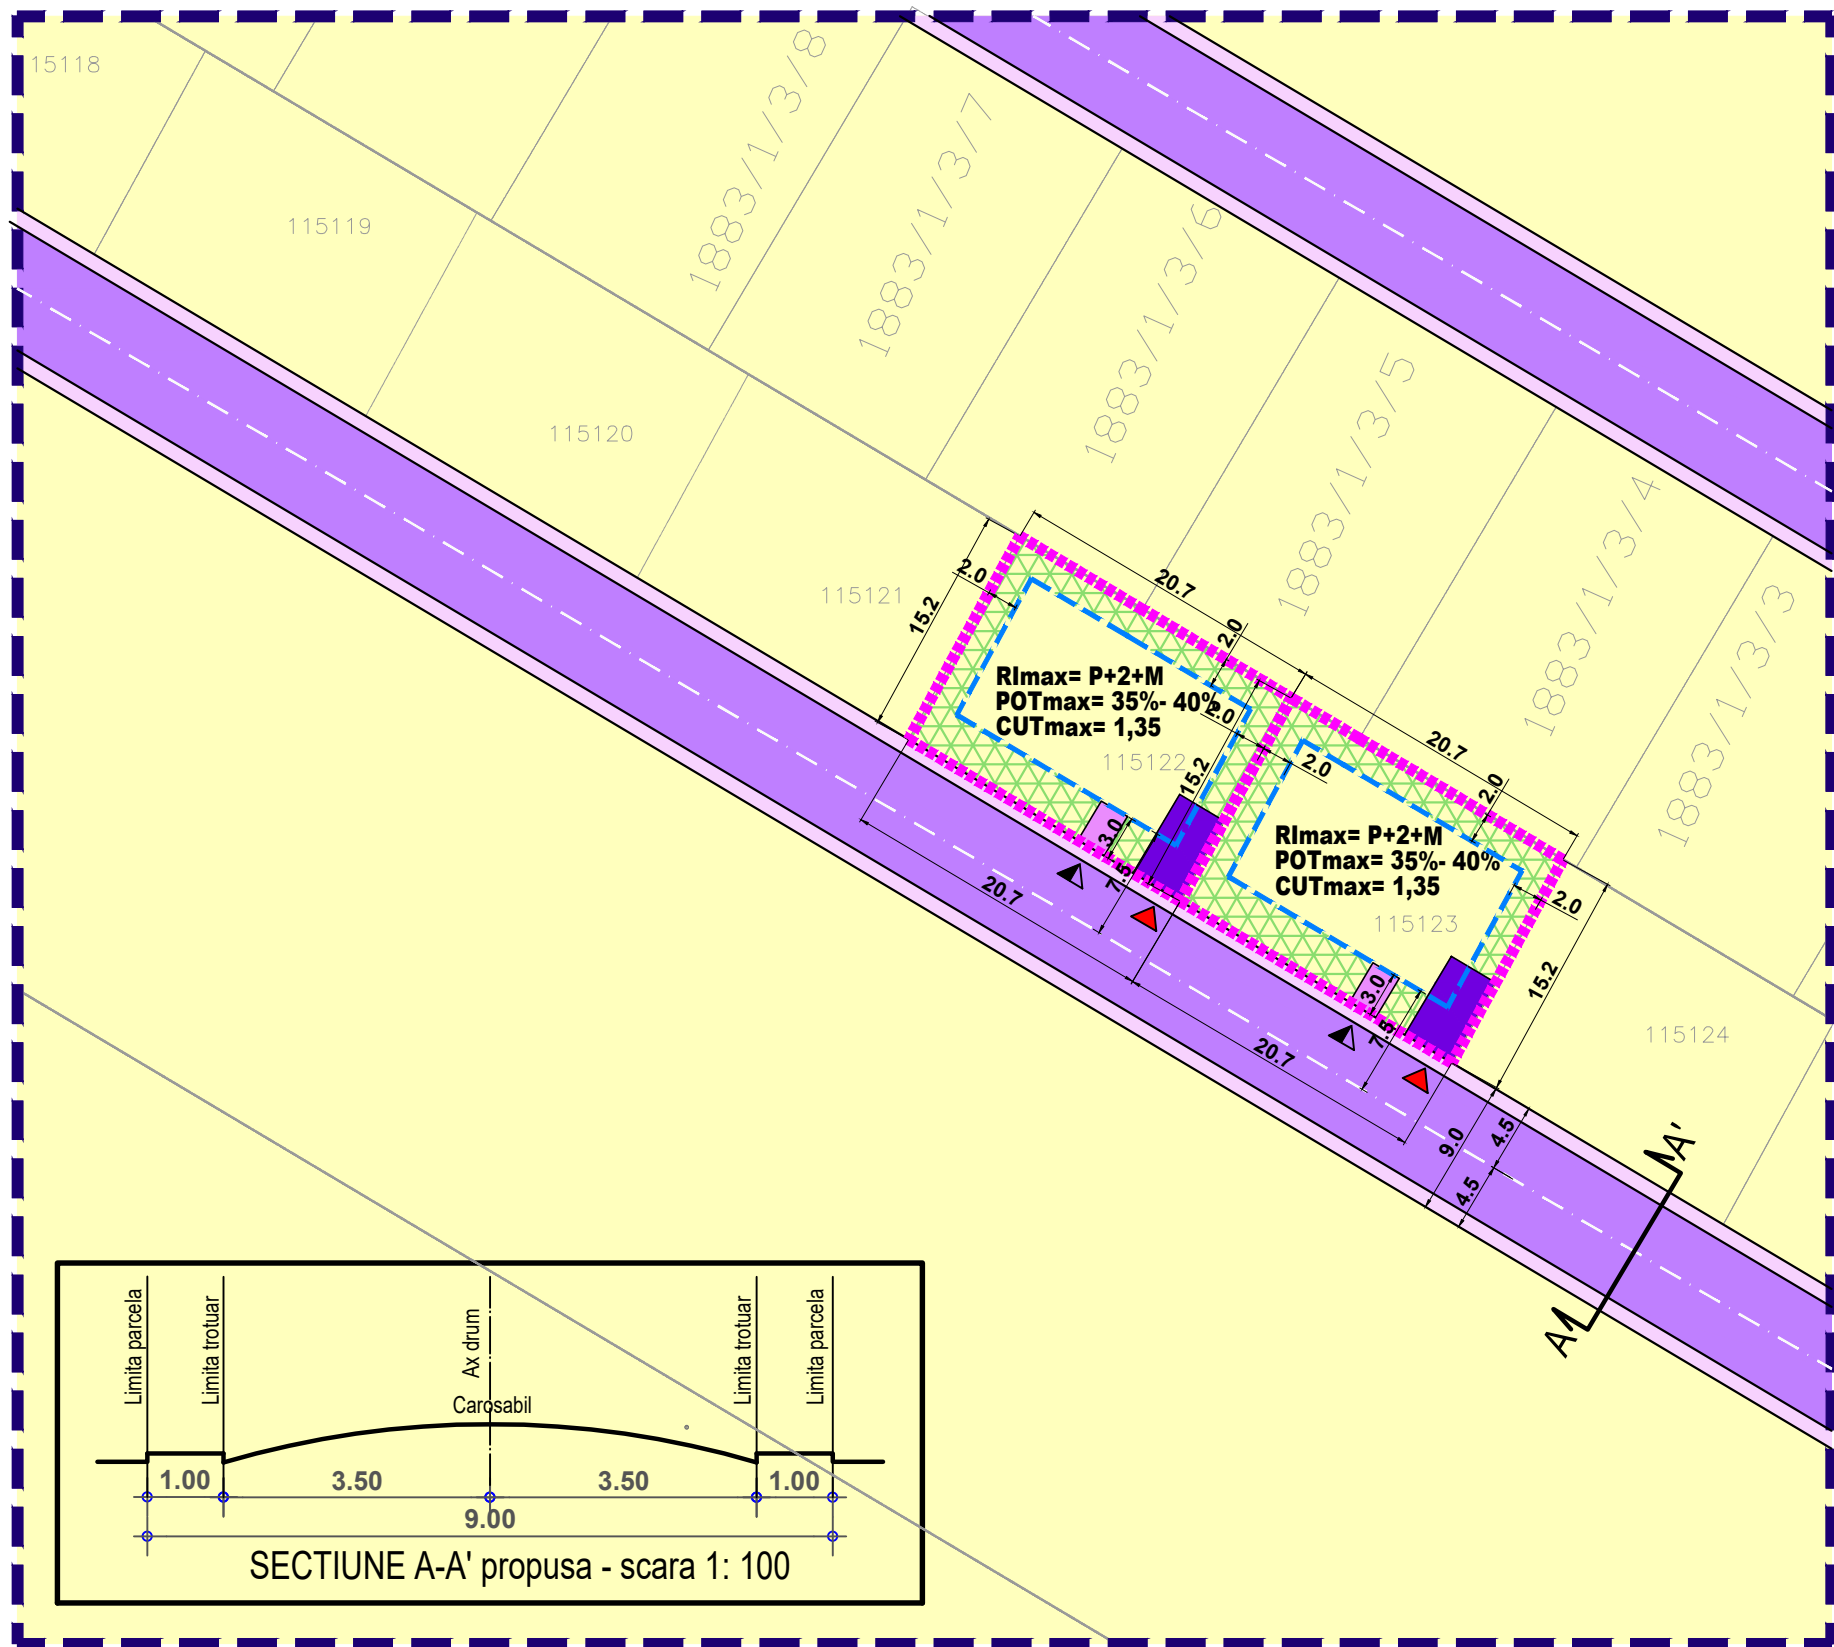 15118
1883/1/3/8
1883/1/3/7
1883/1/3/6
1883/1/3/5
1883/1/3/4
1883/1/3/3
115119
115120
115121
20.7
2.0
15.2
2.0
RImax= P+2+M
POTmax= 35%- 40%
CUTmax= 1,35
2.0
115122
15.2
2.0
20.7
2.0
3.0
7.5
20.7
RImax= P+2+M
POTmax= 35%- 40%
CUTmax= 1,35
115123
2.0
15.2
3.0
7.5
20.7
115124
9.0
4.5
4.5
A'
A
Limita parcela
Limita trotuar
Ax drum
Limita trotuar
Limita parcela
Carosabil
1.00
3.50
3.50
1.00
9.00
SECTIUNE A-A' propusa - scara 1: 100